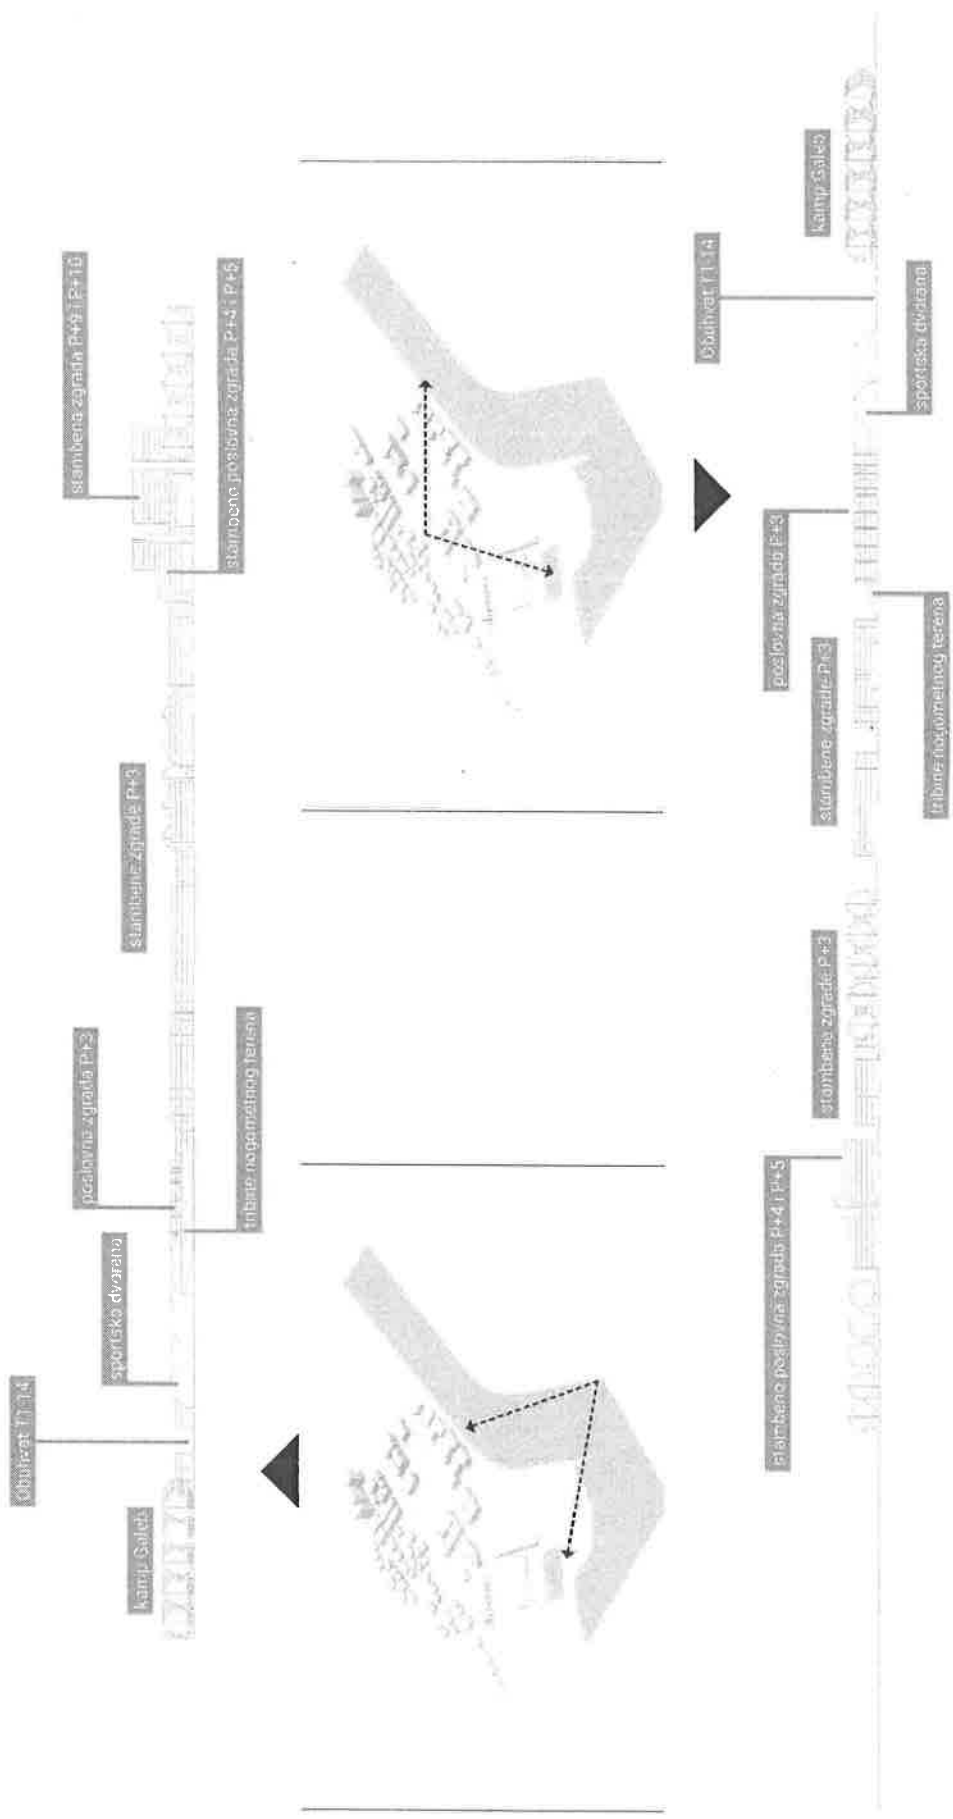 Obuhvat T1-14
kamp Galeb
sportska dvorana
poslovna zgrada P+3
tribine nogometnog terena
stambene zgrade P+3
stambena zgrada P+9 i P+10
stambeno poslovna zgrada P+4 i P+5
stambeno poslovna zgrada P+4 i P+5
stambene zgrade P+3
stambene zgrade P+3
poslovna zgrada P+3
tribine nogometnog terena
Obuhvat T1-14
sportska dvorana
kamp Galeb